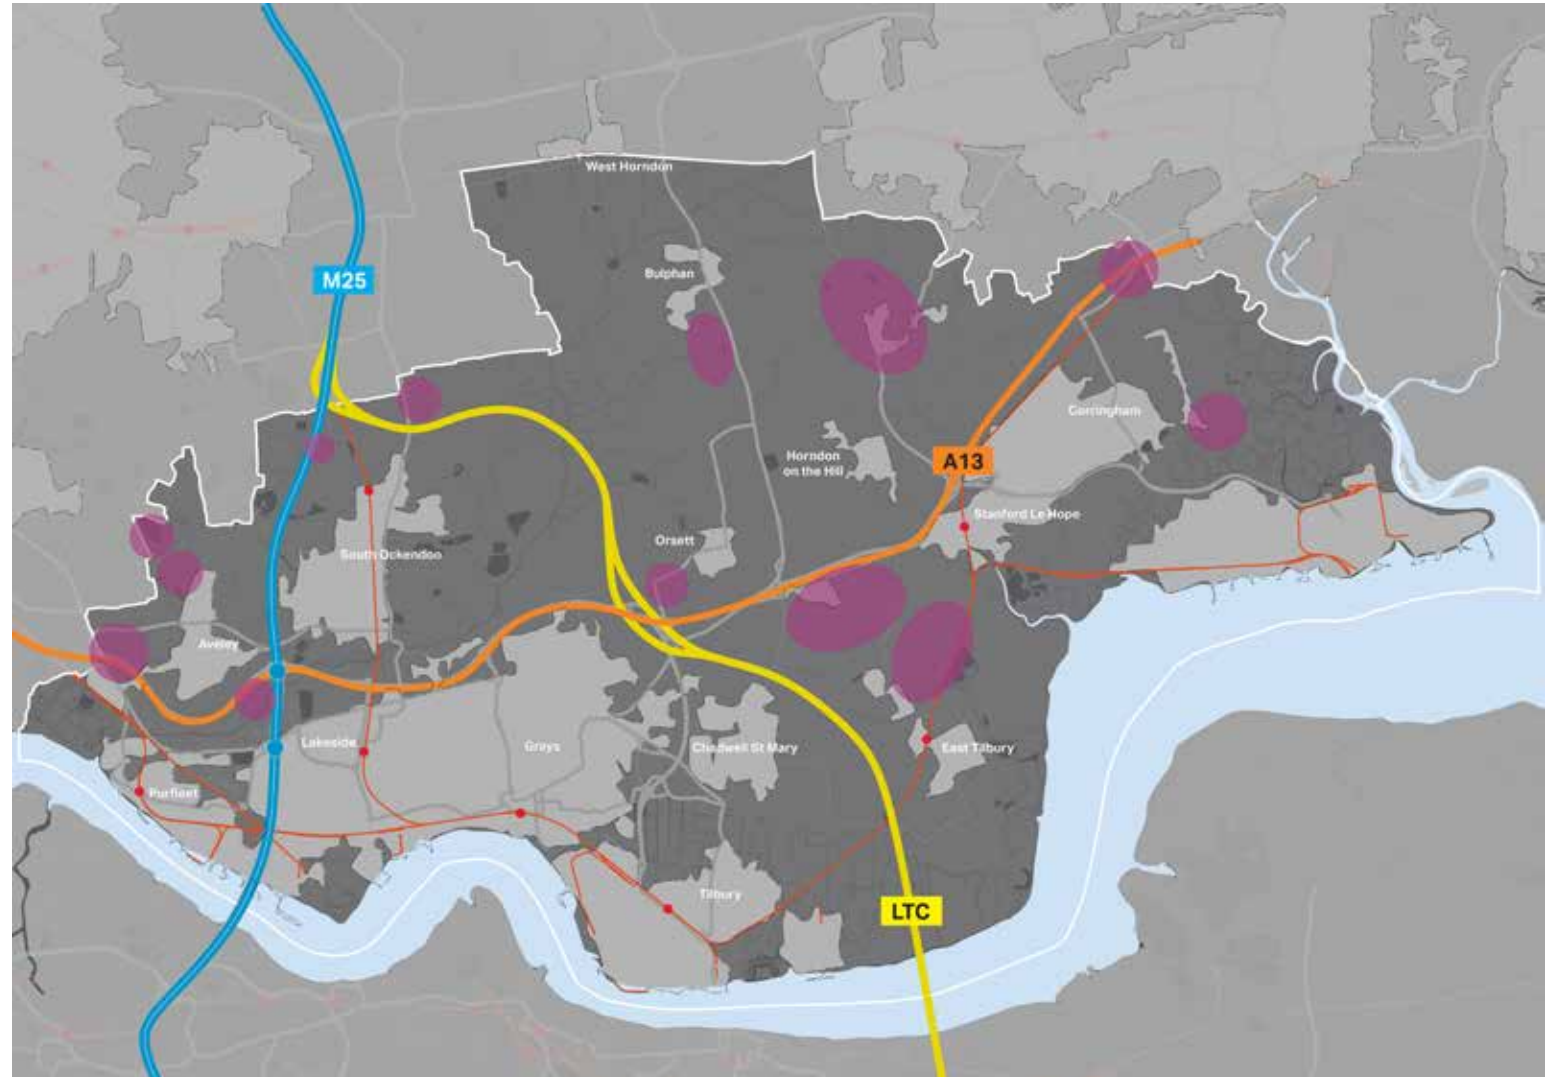 West Horndon
Bulphan
M25
Corringham
Horndon
on the Hill
A13
Stanford Le Hope
Orsett
South Ockendon
Aveley
Lakeside
Grays
Chadwell St Mary
East Tilbury
Purfleet
Tilbury
LTC